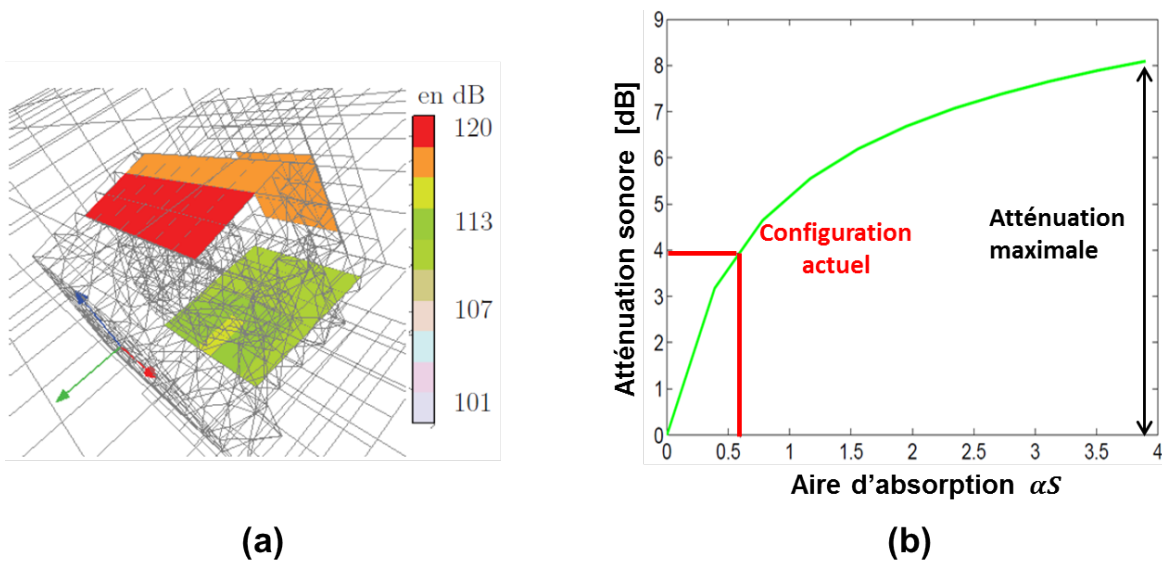 en dB
120
113
107
101
(a)
Atténuation sonore [dB]
9
8
7
6
5
4
3
2
1
0
Configuration
actuel
Atténuation
maximale
0 0.5 1 1.5 2 2.5 3 3.5 4
Aire d'absorption αS
(b)